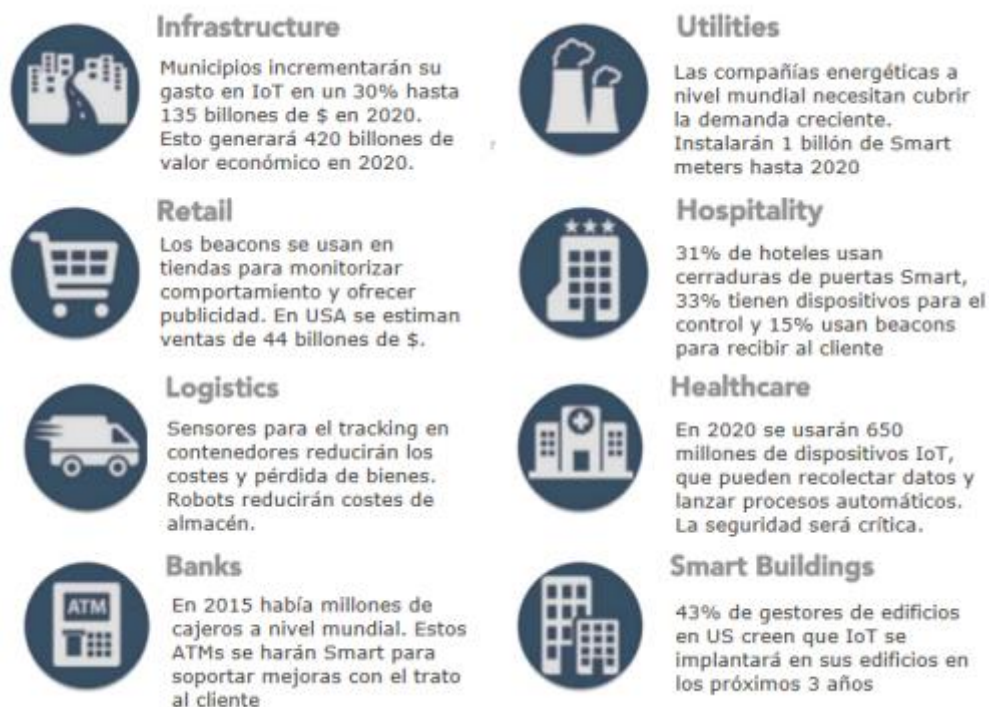 Infrastructure
Municipios incrementarán su
gasto en IoT en un 30% hasta
135 billones de $ en 2020.
Esto generará 420 billones de
valor económico en 2020.
Utilities
Las compañías energéticas a
nivel mundial necesitan cubrir
la demanda creciente.
Instalarán 1 billón de Smart
meters hasta 2020
Retail
Los beacons se usan en
tiendas para monitorizar
comportamiento y ofrecer
publicidad. En USA se estiman
ventas de 44 billones de $.
Hospitality
31% de hoteles usan
cerraduras de puertas Smart,
33% tienen dispositivos para el
control y 15% usan beacons
para recibir al cliente
Logistics
Sensores para el tracking en
contenedores reducirán los
costes y pérdida de bienes.
Robots reducirán costes de
almacén.
Healthcare
En 2020 se usarán 650
millones de dispositivos IoT,
que pueden recolectar datos y
lanzar procesos automáticos.
La seguridad será crítica.
Banks
ATM
En 2015 había millones de
cajeros a nivel mundial. Estos
ATMs se harán Smart para
soportar mejoras con el trato
al cliente
Smart Buildings
43% de gestores de edificios
en US creen que IoT se
implantará en sus edificios en
los próximos 3 años